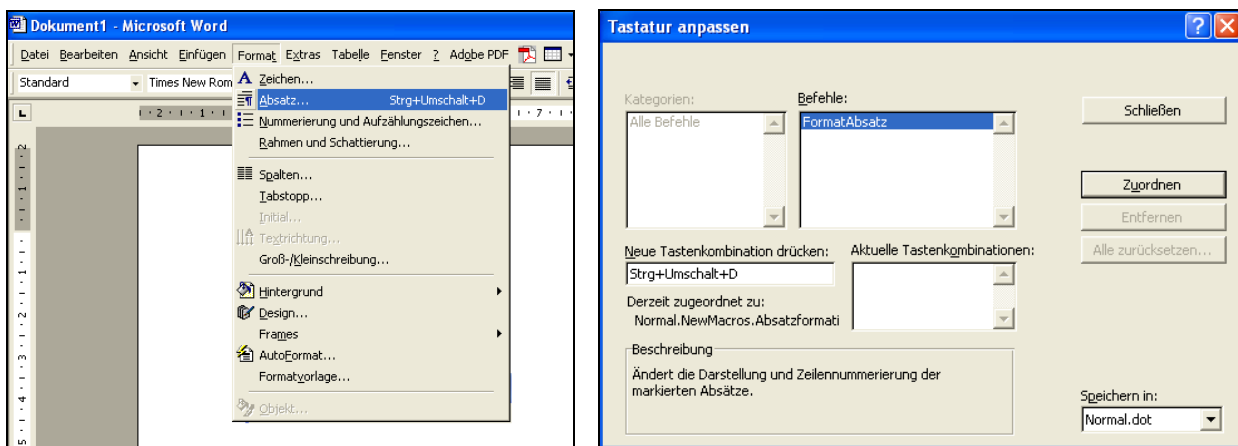 Dokument1 - Microsoft Word
Datei Bearbeiten Ansicht Einfügen Format Extras Tabelle Fenster ? Adobe PDF
Standard Times New Rom
Zeichen...
Absatz... Strg+Umschalt+D
Nummerierung und Aufzählungszeichen...
Rahmen und Schattierung...
Spalten...
Tabstopp...
Initial...
Textrichtung...
Groß-/Kleinschreibung...
Hintergrund
Design...
Frames
AutoFormat...
Formatvorlage...
Objekt...
Tastatur anpassen
Kategorien:
Alle Befehle
Befehle:
FormatAbsatz
Schließen
Zuordnen
Entfernen
Alle zurücksetzen...
Neue Tastenkombination drücken:
Strg+Umschalt+D
Aktuelle Tastenkombinationen:
Derzeit zugeordnet zu:
Normal.NewMacros.Absatzformati
Beschreibung
Ändert die Darstellung und Zeilennummerierung der
markierten Absätze.
Speichern in:
Normal.dot